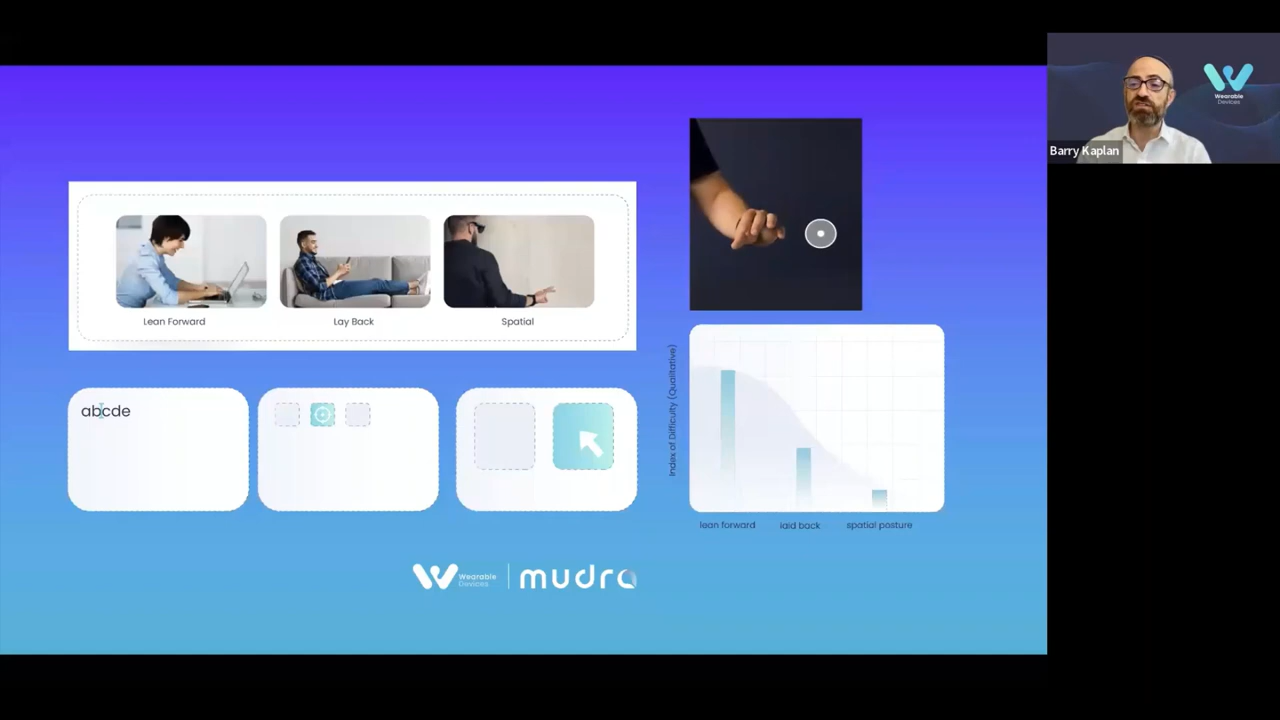 Wearable
Devices
Barry Kaplan
Lean Forward
Lay Back
Spatial
abcde
Index of Difficulty (Qualitative)
lean forward
laid back
spatial posture
Wearable
Devices
mudra